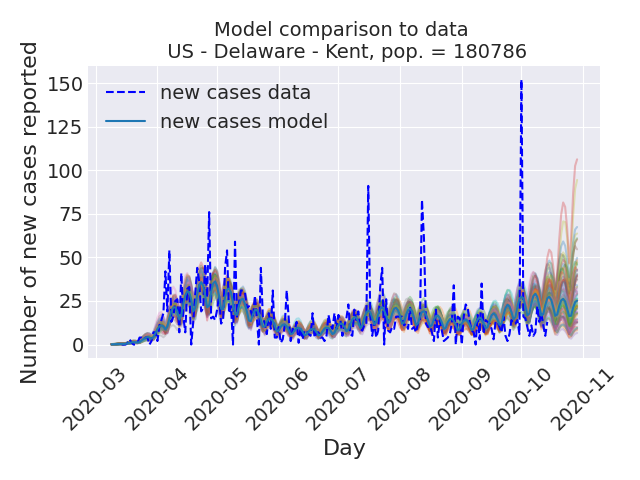 Model comparison to data
US - Delaware - Kent, pop. = 180786
Number of new cases reported
150
125
100
75
50
25
0
new cases data
new cases model
2020-03
2020-04
2020-05
2020-06
2020-07
2020-08
2020-09
2020-10
2020-11
Day